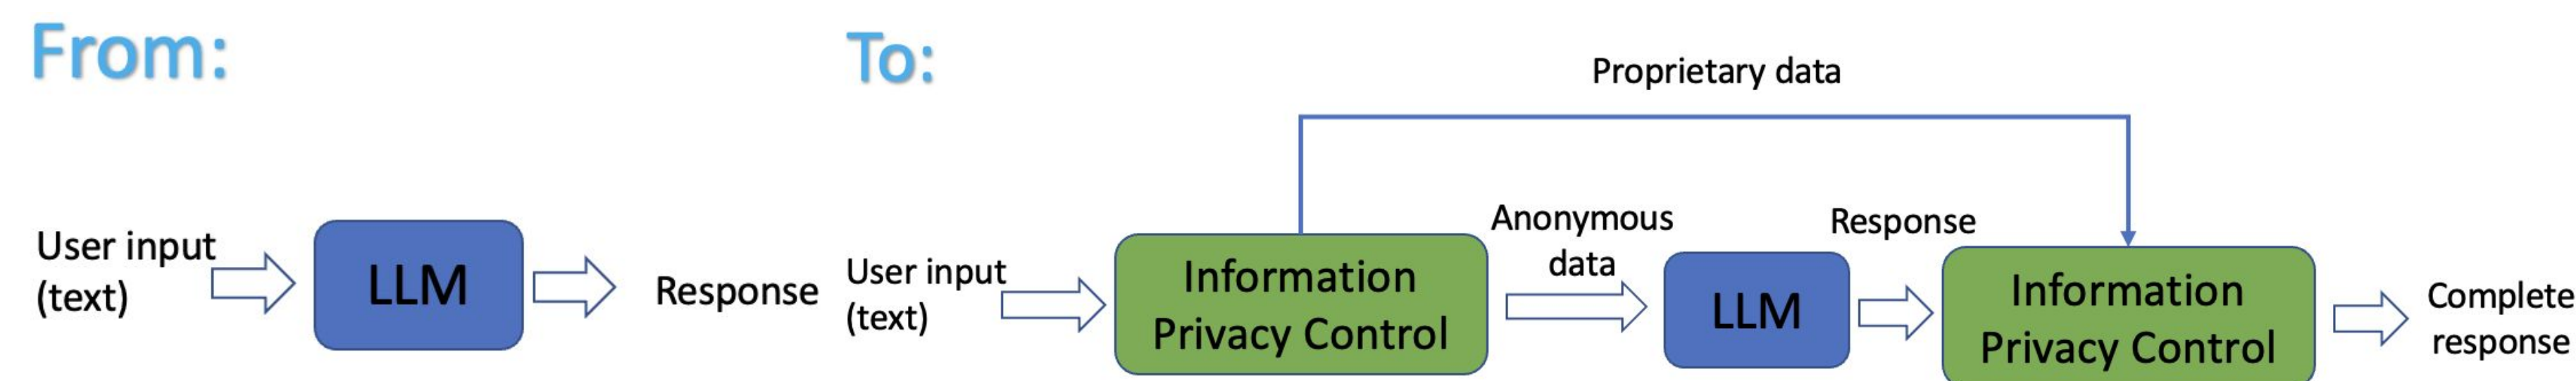 From:
User input
(text)
LLM
Response
To:
Proprietary data
User input
(text)
Information
Privacy Control
Anonymous
data
LLM
Response
Information
Privacy Control
Complete
response